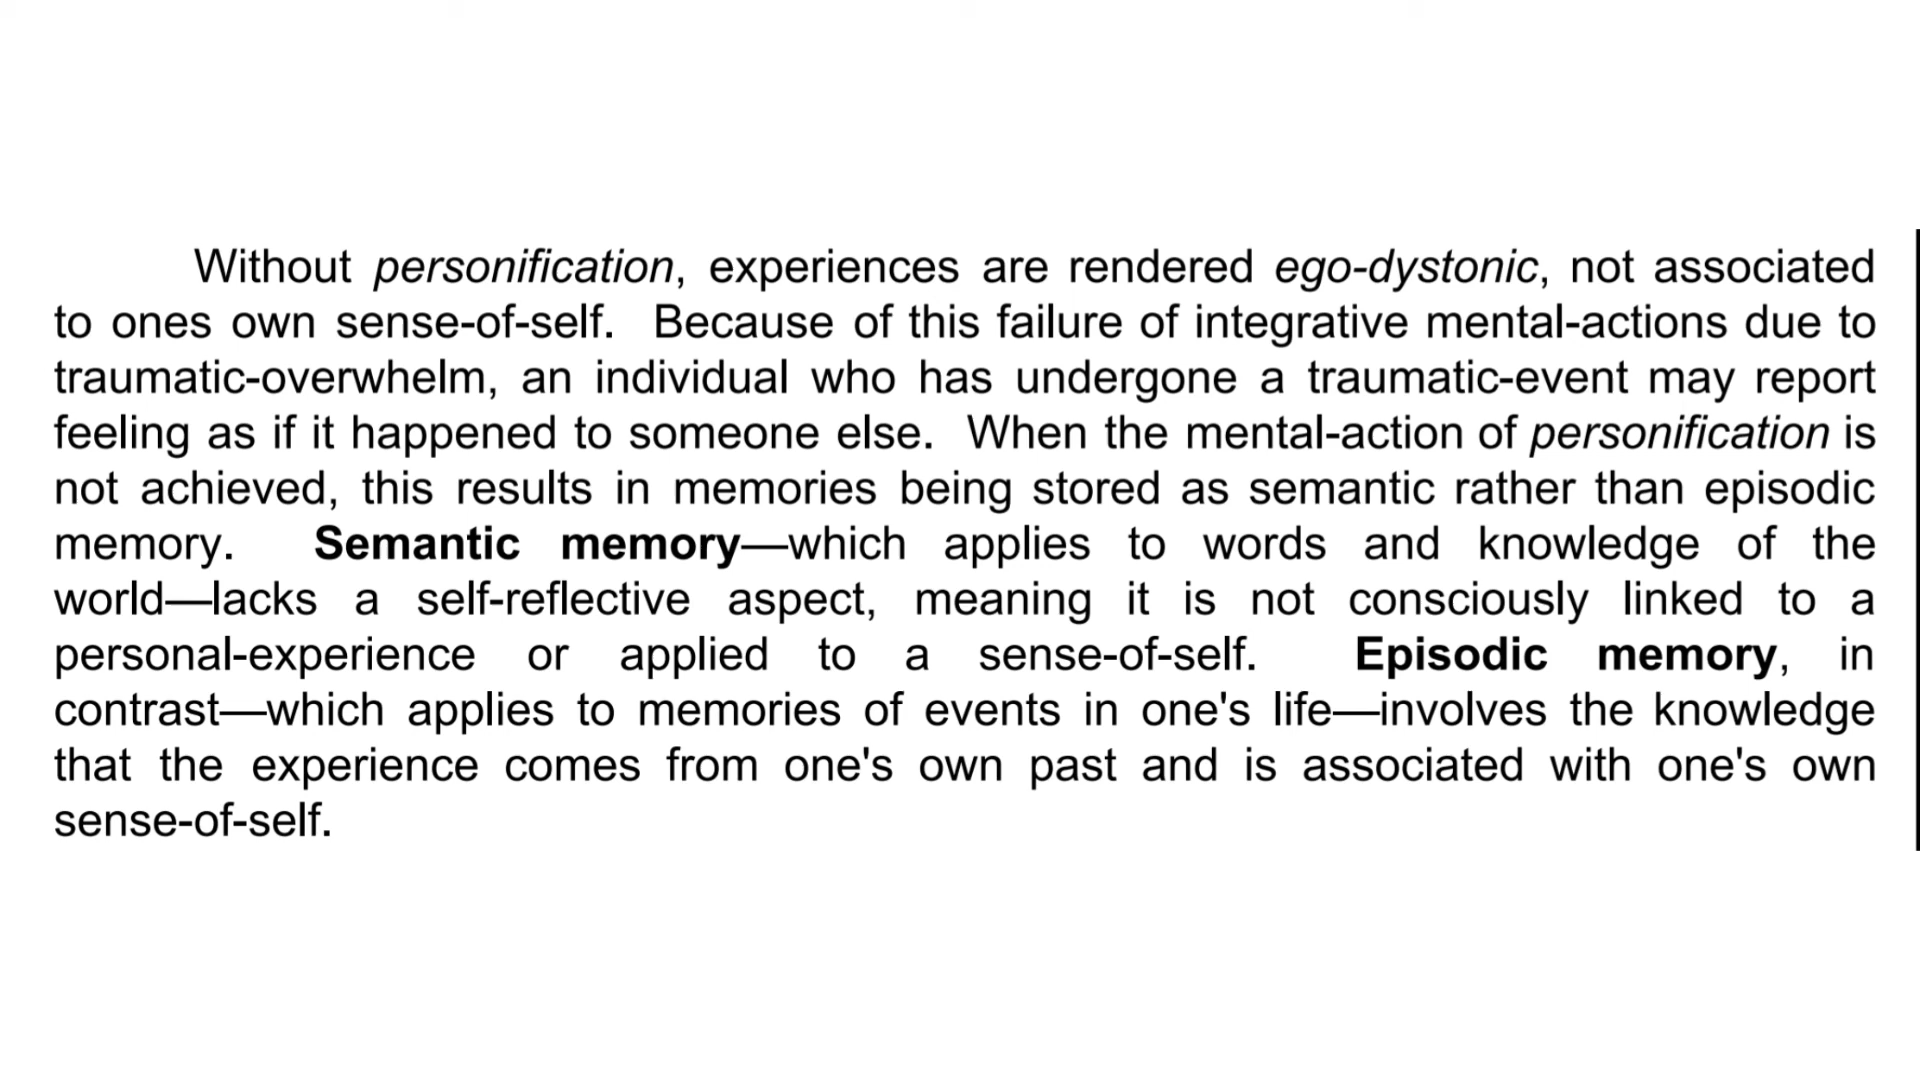 Without personification, experiences are rendered ego-dystonic, not associated
to ones own sense-of-self. Because of this failure of integrative mental-actions due to
traumatic-overwhelm, an individual who has undergone a traumatic-event may report
feeling as if it happened to someone else. When the mental-action of personification is
not achieved, this results in memories being stored as semantic rather than episodic
memory. Semantic memory—which applies to words and knowledge of the
world—lacks a self-reflective aspect, meaning it is not consciously linked to a
personal-experience or applied to a sense-of-self. Episodic memory, in
contrast—which applies to memories of events in one's life—involves the knowledge
that the experience comes from one's own past and is associated with one's own
sense-of-self.